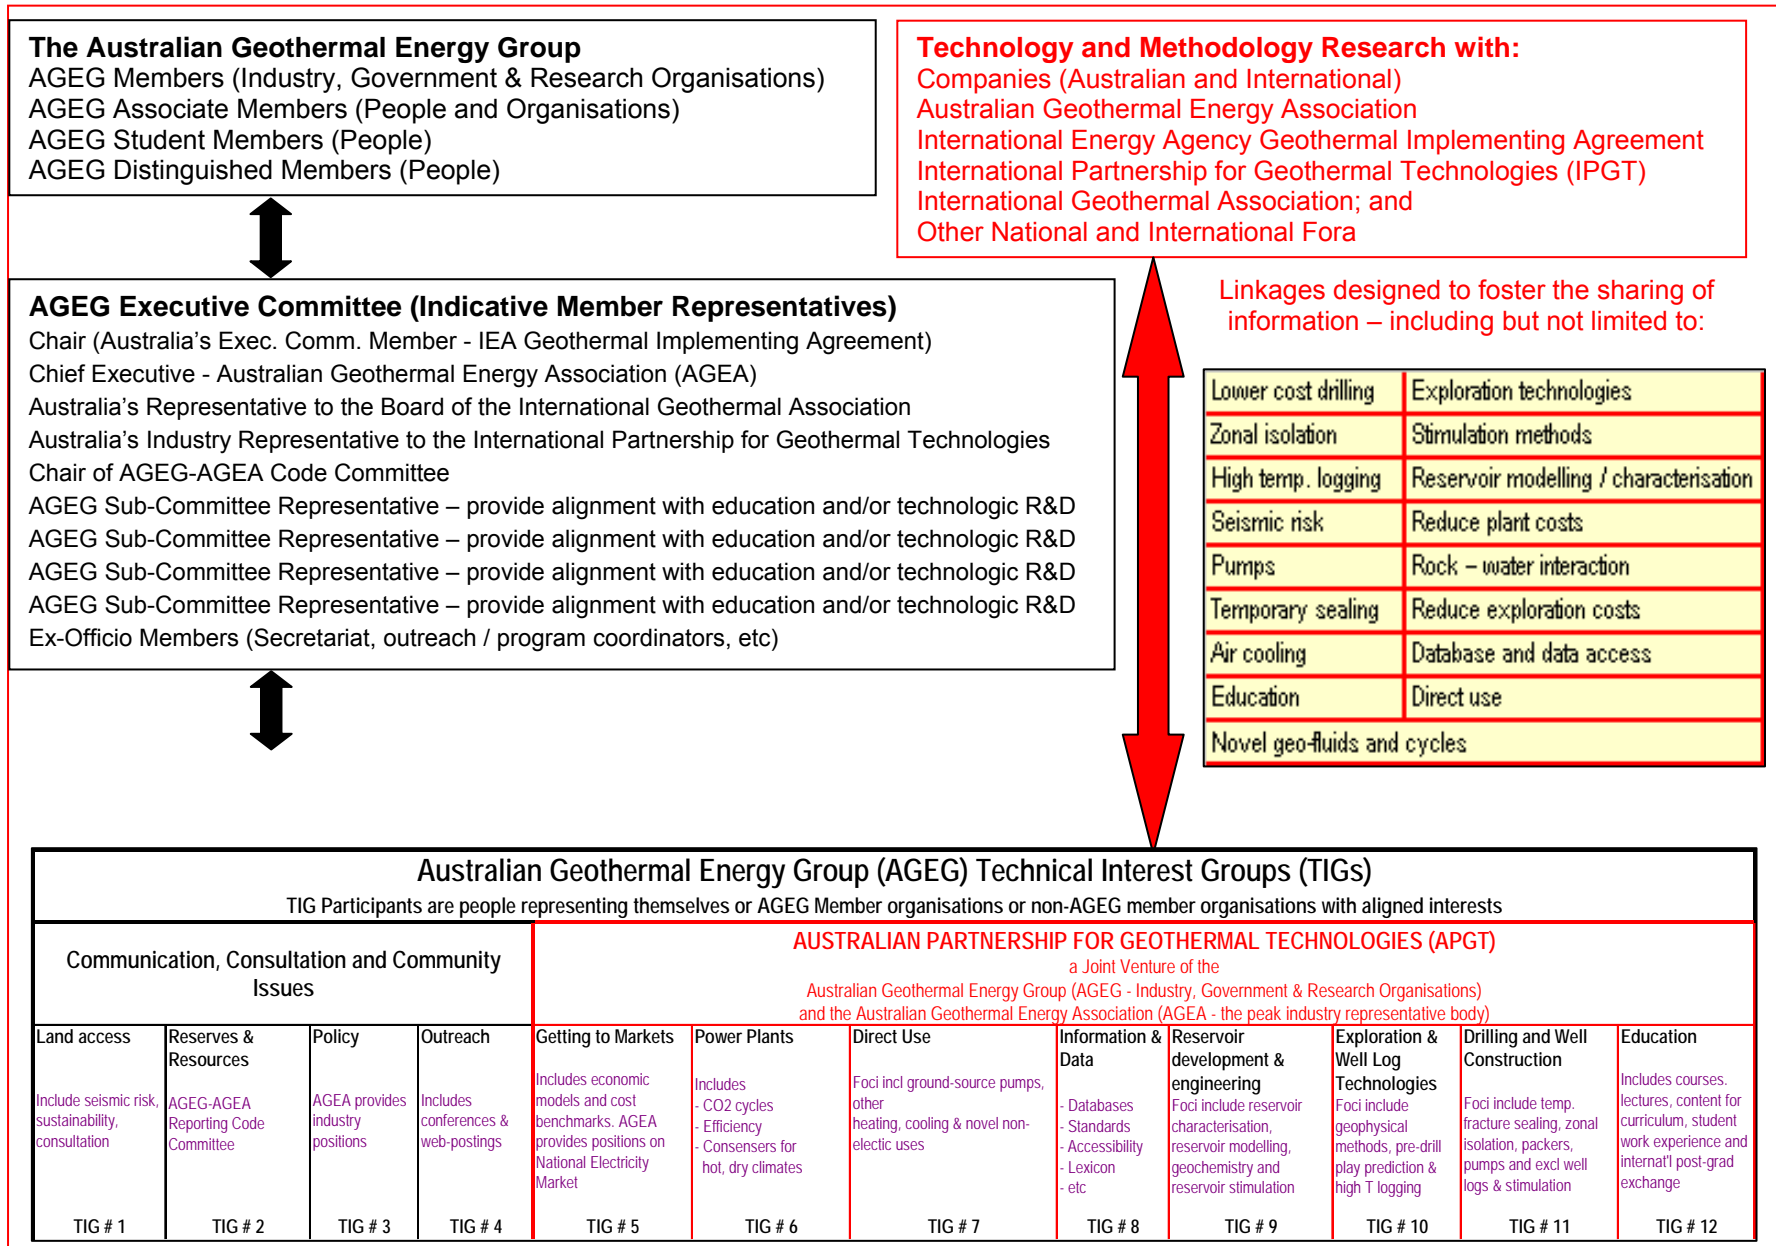 The Australian Geothermal Energy Group
AGEG Members (Industry, Government & Research Organisations)
AGEG Associate Members (People and Organisations)
AGEG Student Members (People)
AGEG Distinguished Members (People)
Technology and Methodology Research with:
Companies (Australian and International)
Australian Geothermal Energy Association
International Energy Agency Geothermal Implementing Agreement
International Partnership for Geothermal Technologies (IPGT)
International Geothermal Association; and
Other National and International Fora
AGEG Executive Committee (Indicative Member Representatives)
Chair (Australia's Exec. Comm. Member - IEA Geothermal Implementing Agreement)
Chief Executive - Australian Geothermal Energy Association (AGEA)
Australia's Representative to the Board of the International Geothermal Association
Australia's Industry Representative to the International Partnership for Geothermal Technologies
Chair of AGEG-AGEA Code Committee
AGEG Sub-Committee Representative – provide alignment with education and/or technologic R&D
AGEG Sub-Committee Representative – provide alignment with education and/or technologic R&D
AGEG Sub-Committee Representative – provide alignment with education and/or technologic R&D
AGEG Sub-Committee Representative – provide alignment with education and/or technologic R&D
Ex-Officio Members (Secretariat, outreach / program coordinators, etc)
Linkages designed to foster the sharing of
information – including but not limited to:
Lower cost drilling Exploration technologies
Zonal isolation Stimulation methods
High temp. logging Reservoir modelling / characterisation
Seismic risk Reduce plant costs
Pumps Rock – water interaction
Temporary sealing Reduce exploration costs
Air cooling Database and data access
Education Direct use
Novel geo-fluids and cycles
Australian Geothermal Energy Group (AGEG) Technical Interest Groups (TIGs)
TIG Participants are people representing themselves or AGEG Member organisations or non-AGEG member organisations with aligned interests
Communication, Consultation and Community
Issues
AUSTRALIAN PARTNERSHIP FOR GEOTHERMAL TECHNOLOGIES (APGT)
a Joint Venture of the
Australian Geothermal Energy Group (AGEG - Industry, Government & Research Organisations)
and the Australian Geothermal Energy Association (AGEA - the peak industry representative body)
Land access
Include seismic risk,
sustainability,
consultation
TIG # 1
Reserves &
Resources
AGEG-AGEA
Reporting Code
Committee
TIG # 2
Policy
AGEA provides
industry
positions
TIG # 3
Outreach
Includes
conferences &
web-postings
TIG # 4
Getting to Markets
Includes economic
models and cost
benchmarks. AGEA
provides positions on
National Electricity
Market
TIG # 5
Power Plants
Includes
- CO2 cycles
- Efficiency
- Consensers for
hot, dry climates
TIG # 6
Direct Use
Foci incl ground-source pumps,
other
heating, cooling & novel non-
electic uses
TIG # 7
Information &
Data
- Databases
- Standards
- Accessibility
- Lexicon
- etc
TIG # 8
Reservoir
development &
engineering
Foci include reservoir
characterisation,
reservoir modelling,
geochemistry and
reservoir stimulation
TIG # 9
Exploration &
Well Log
Technologies
Foci include
geophysical
methods, pre-drill
play prediction &
high T logging
TIG # 10
Drilling and Well
Construction
Foci include temp.
fracture sealing, zonal
isolation, packers,
pumps and excl well
logs & stimulation
TIG # 11
Education
Includes courses.
lectures, content for
curriculum, student
work experience and
internat'l post-grad
exchange
TIG # 12